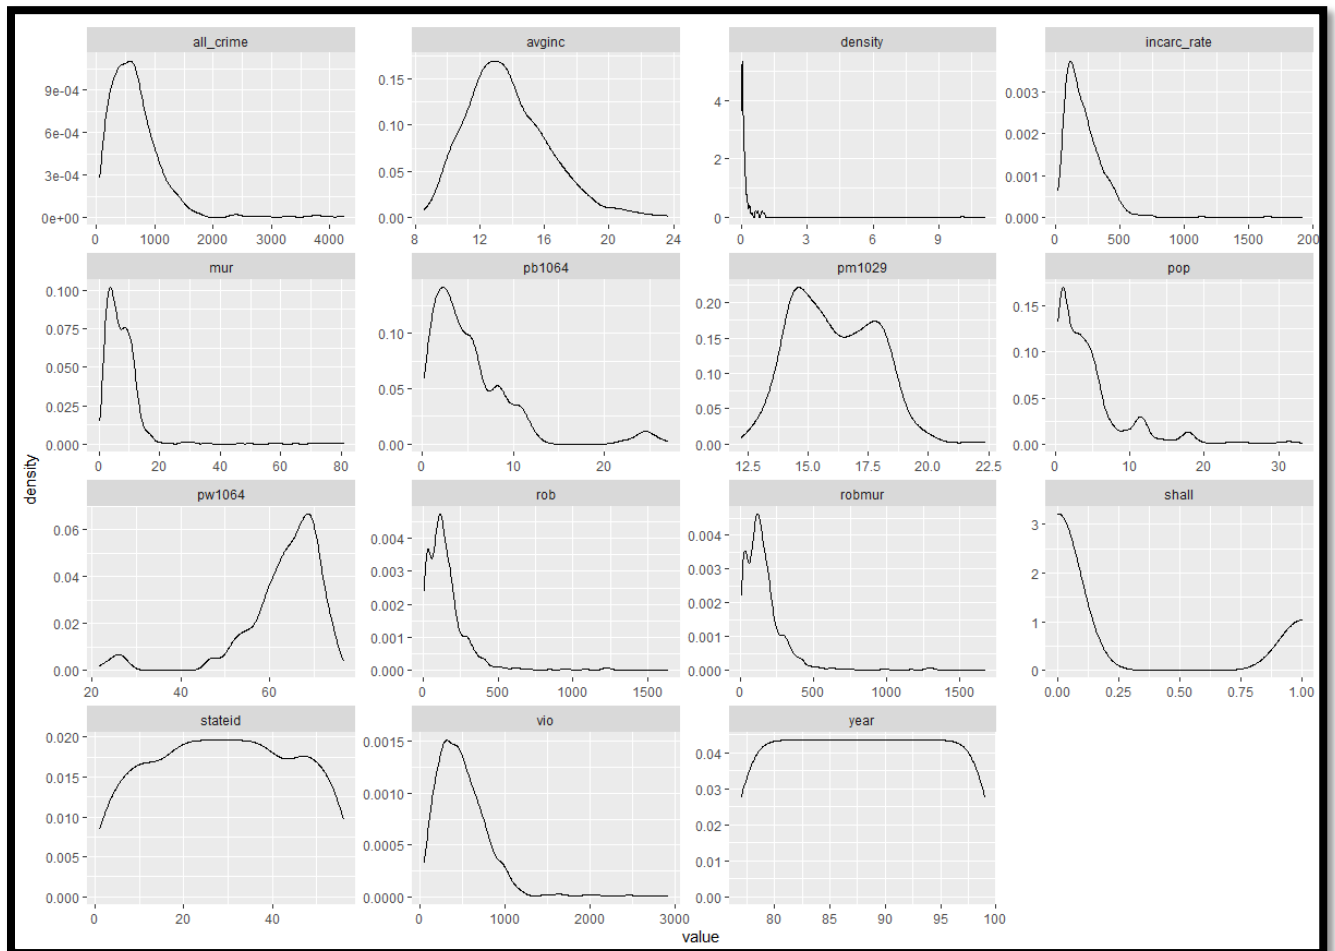 all_crime
avginc
density
incarc_rate
9e-04
6e-04
3e-04
0e+00
0 1000 2000 3000 4000
0.15
0.10
0.05
0.00
8 12 16 20 24
4
2
0
0 3 6 9
0.003
0.002
0.001
0.000
0 500 1000 1500 2000
mur
pb1064
pm1029
pop
0.100
0.075
0.050
0.025
0.000
0 20 40 60 80
0.10
0.05
0.00
0 10 20
0.20
0.15
0.10
0.05
0.00
12.5 15.0 17.5 20.0 22.5
0.15
0.10
0.05
0.00
0 10 20 30
density
pw1064
rob
robmur
shall
0.06
0.04
0.02
0.00
20 40 60
0.004
0.003
0.002
0.001
0.000
0 500 1000 1500
0.004
0.003
0.002
0.001
0.000
0 500 1000 1500
3
2
1
0
0.00 0.25 0.50 0.75 1.00
stateid
vio
year
0.020
0.015
0.010
0.005
0.000
0 20 40
0.0015
0.0010
0.0005
0.0000
0 1000 2000 3000
0.04
0.03
0.02
0.01
0.00
80 85 90 95 100
value